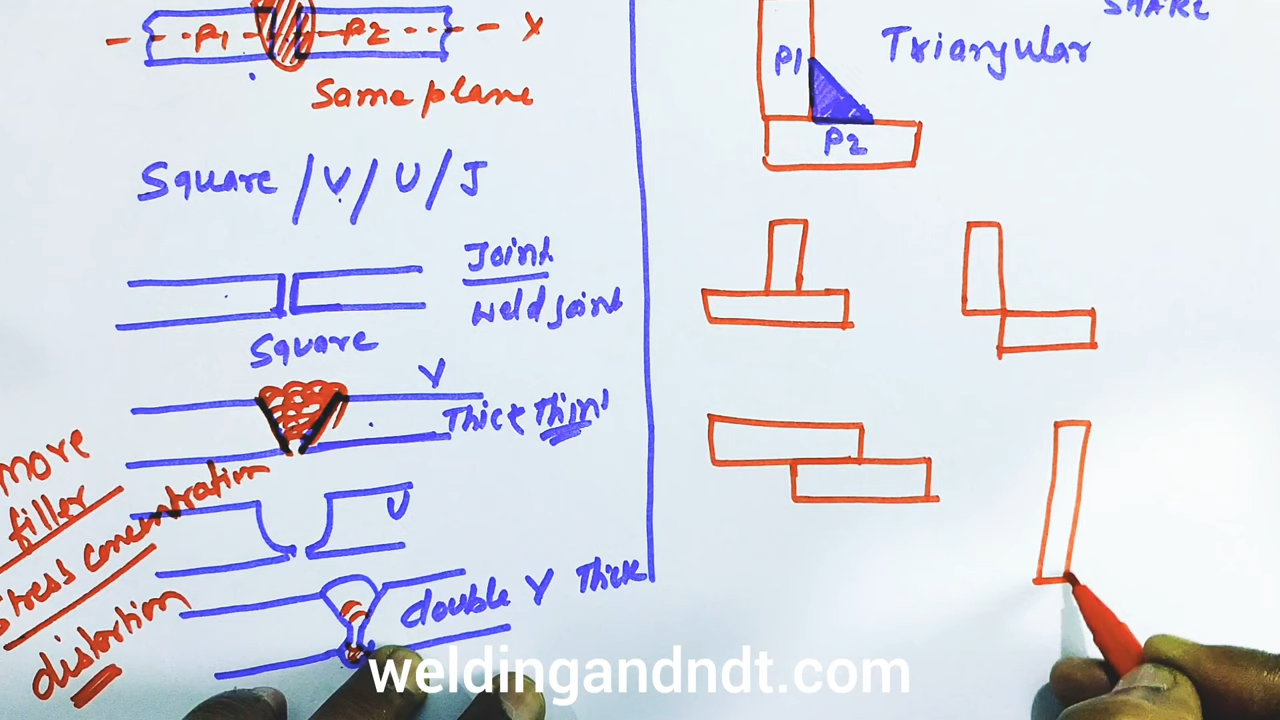 P1
P2
X
Same plane
Square / V / U / J
Joint
Weld Joint
Square
V
Thick Thin
more
filler
stress concentration
distortion
U
double V Thick
Triangular
P1
P2
weldingandndt.com